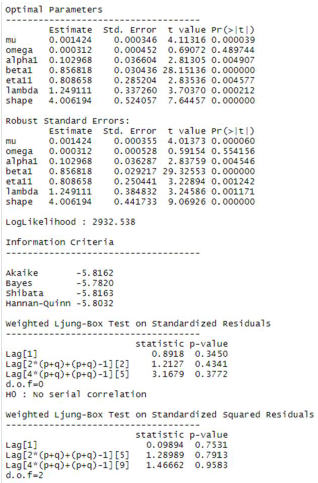 Optimal Parameters
------------------------------------
        Estimate  Std. Error  t value Pr(>|t|)
mu      0.001424    0.000346  4.11316 0.000039
omega   0.000312    0.000452  0.69072 0.489744
alpha1  0.102968    0.036604  2.81305 0.004907
beta1   0.856818    0.030436 28.15136 0.000000
eta11   0.808658    0.285204  2.83536 0.004577
lambda  1.249111    0.337260  3.70370 0.000212
shape   4.006194    0.524057  7.64457 0.000000
Robust Standard Errors:
        Estimate  Std. Error  t value Pr(>|t|)
mu      0.001424    0.000355  4.01373 0.000060
omega   0.000312    0.000528  0.59154 0.554156
alpha1  0.102968    0.036287  2.83759 0.004546
beta1   0.856818    0.029217 29.32553 0.000000
eta11   0.808658    0.250441  3.22894 0.001242
lambda  1.249111    0.384832  3.24586 0.001171
shape   4.006194    0.441733  9.06926 0.000000
LogLikelihood : 2932.538
Information Criteria
------------------------------------
Akaike       -5.8162
Bayes        -5.7820
Shibata      -5.8163
Hannan-Quinn -5.8032
Weighted Ljung-Box Test on Standardized Residuals
------------------------------------
                        statistic p-value
Lag[1]                     0.8918  0.3450
Lag[2*(p+q)+(p+q)-1][2]    1.2127  0.4341
Lag[4*(p+q)+(p+q)-1][5]    3.1679  0.3772
d.o.f=0
H0 : No serial correlation
Weighted Ljung-Box Test on Standardized Squared Residuals
------------------------------------
                        statistic p-value
Lag[1]                    0.09894  0.7531
Lag[2*(p+q)+(p+q)-1][5]   1.28989  0.7913
Lag[4*(p+q)+(p+q)-1][9]   1.46662  0.9583
d.o.f=2